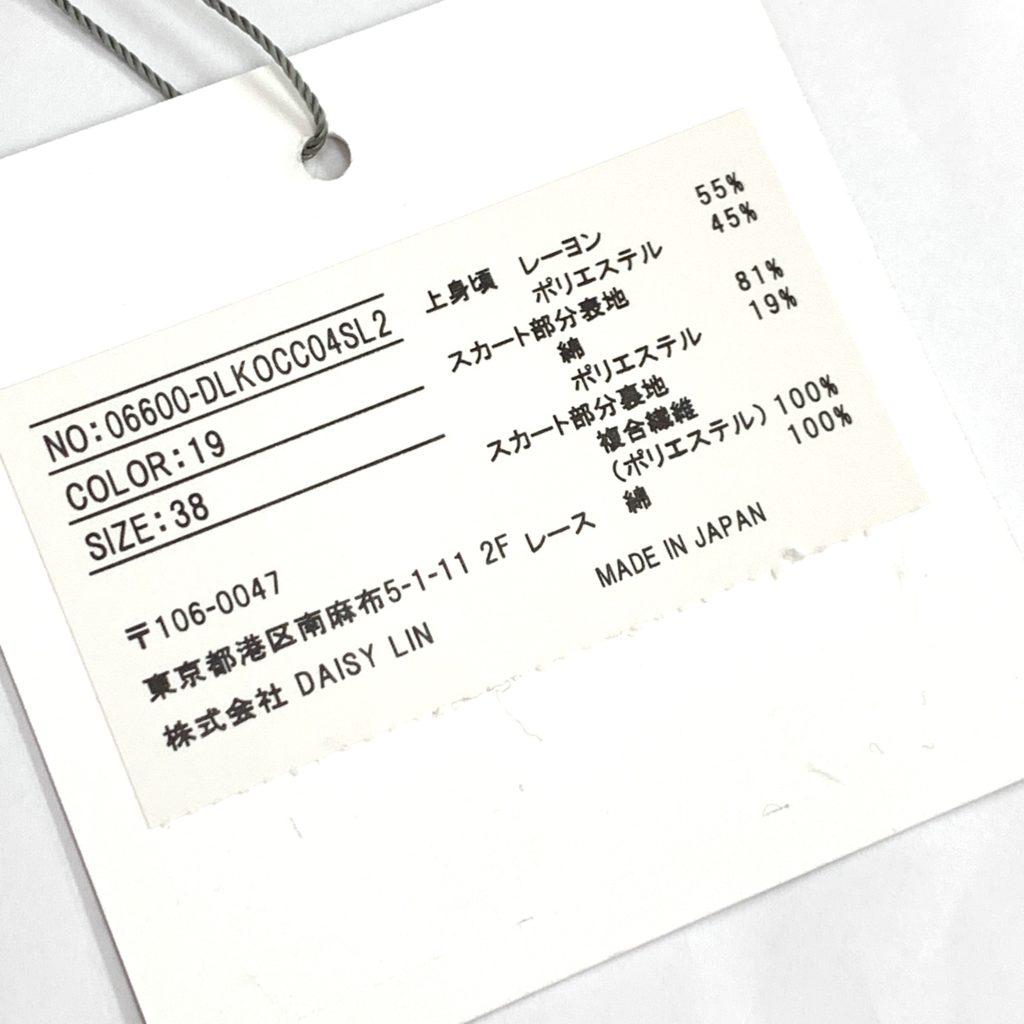 NO:06600-DLKOCC04SL2
COLOR:19
SIZE:38
〒106-0047
東京都港区南麻布5-1-11 2F
株式会社 DAISY LIN
上身頃 レーヨン 55%
ポリエステル 45%
スカート部分裏地
綿 81%
ポリエステル 19%
スカート部分裏地
複合繊維
(ポリエステル) 100%
レース 綿 100%
MADE IN JAPAN